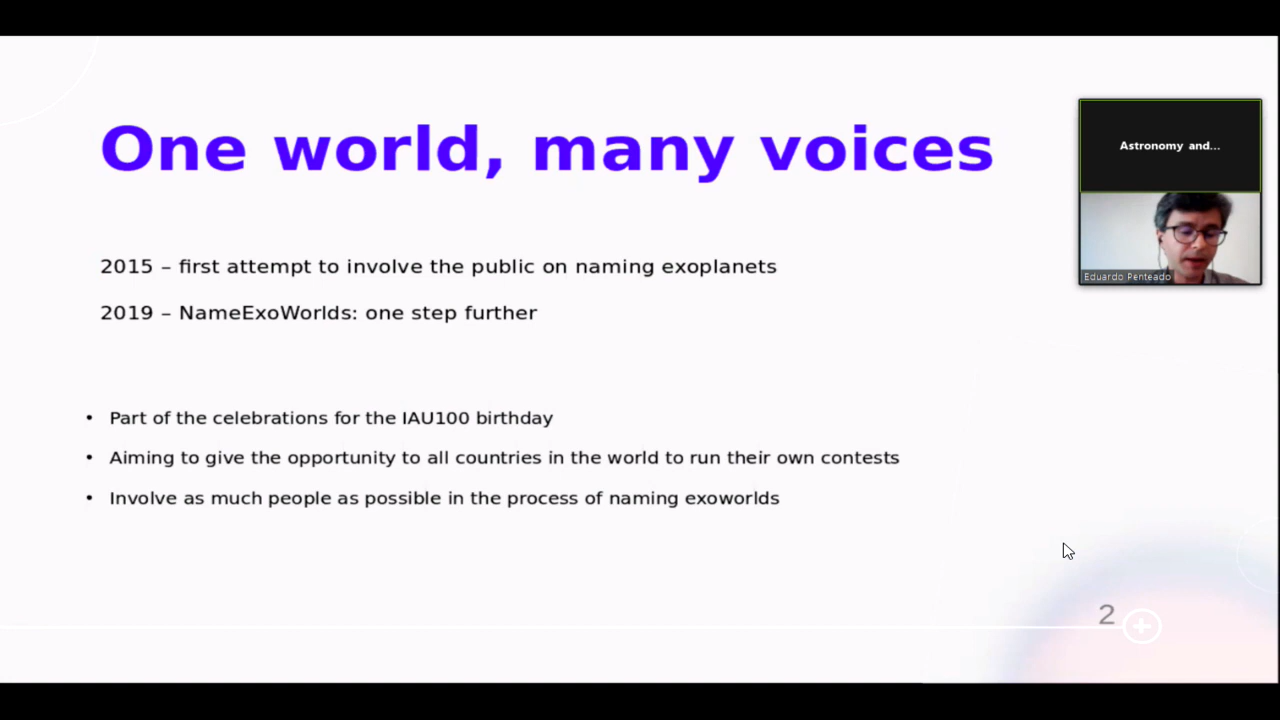 One world, many voices
2015 – first attempt to involve the public on naming exoplanets
2019 – NameExoWorlds: one step further
• Part of the celebrations for the IAU100 birthday
• Aiming to give the opportunity to all countries in the world to run their own contests
• Involve as much people as possible in the process of naming exoworlds
2
Astronomy and...
Eduardo Penteado